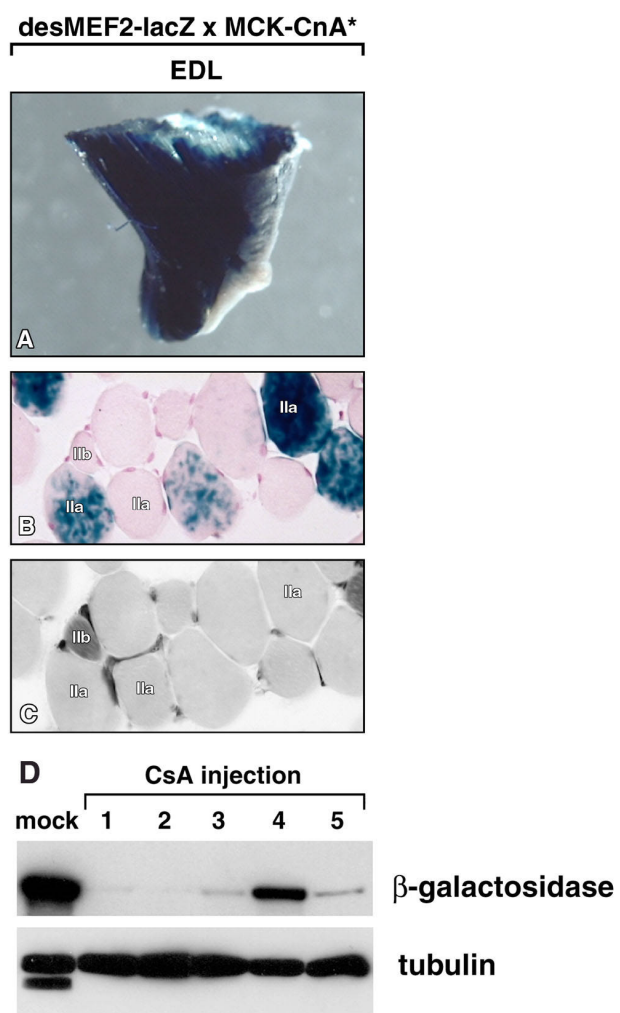 desMEF2-lacZ x MCK-CnA*
EDL
A
IIa
IIb
IIa
IIa
B
IIa
IIb
IIa
IIa
C
D
CsA injection
mock 1 2 3 4 5
β-galactosidase
tubulin